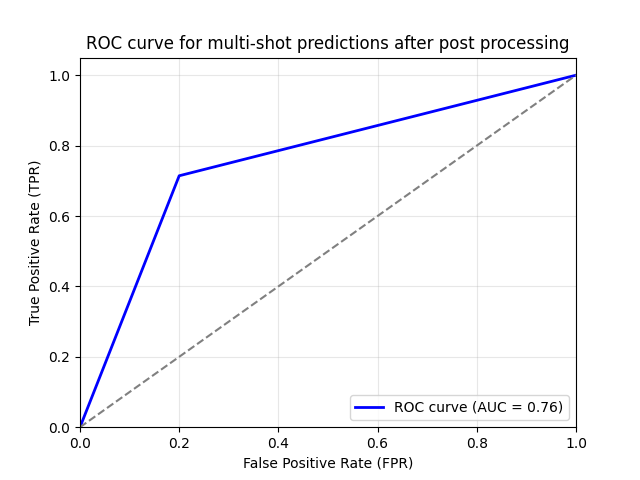 ROC curve for multi-shot predictions after post processing
True Positive Rate (TPR)
1.0
0.8
0.6
0.4
0.2
0.0
0.0 0.2 0.4 0.6 0.8 1.0
ROC curve (AUC = 0.76)
False Positive Rate (FPR)